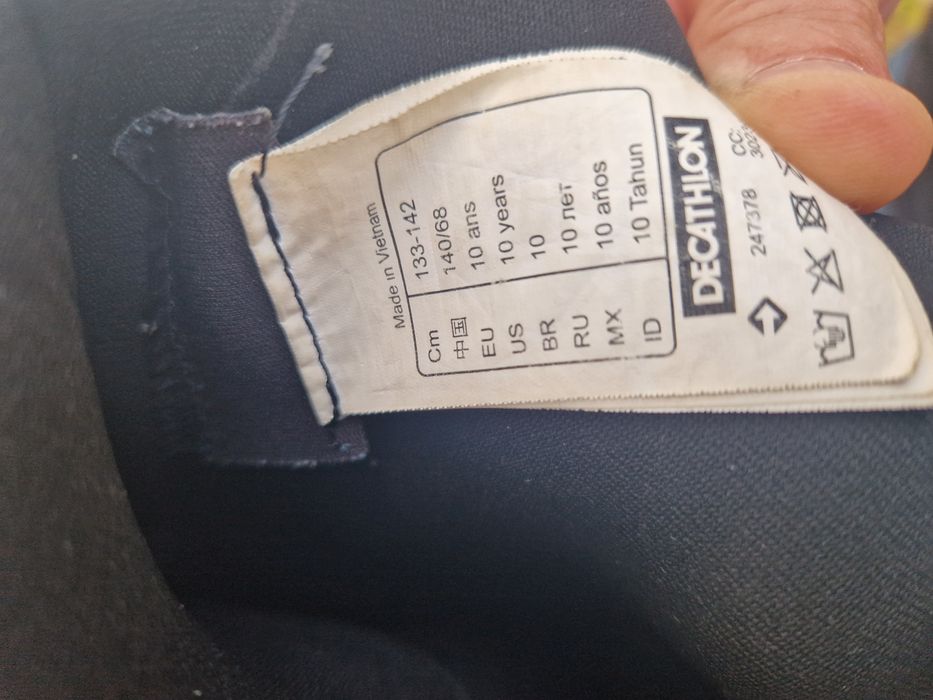 Made in Vietnam
Cm 133-142
中国 140/68
EU 10 ans
US 10 years
BR 10
RU 10 лет
MX 10 años
ID 10 Tahun
DECATHLON
247378
CC: